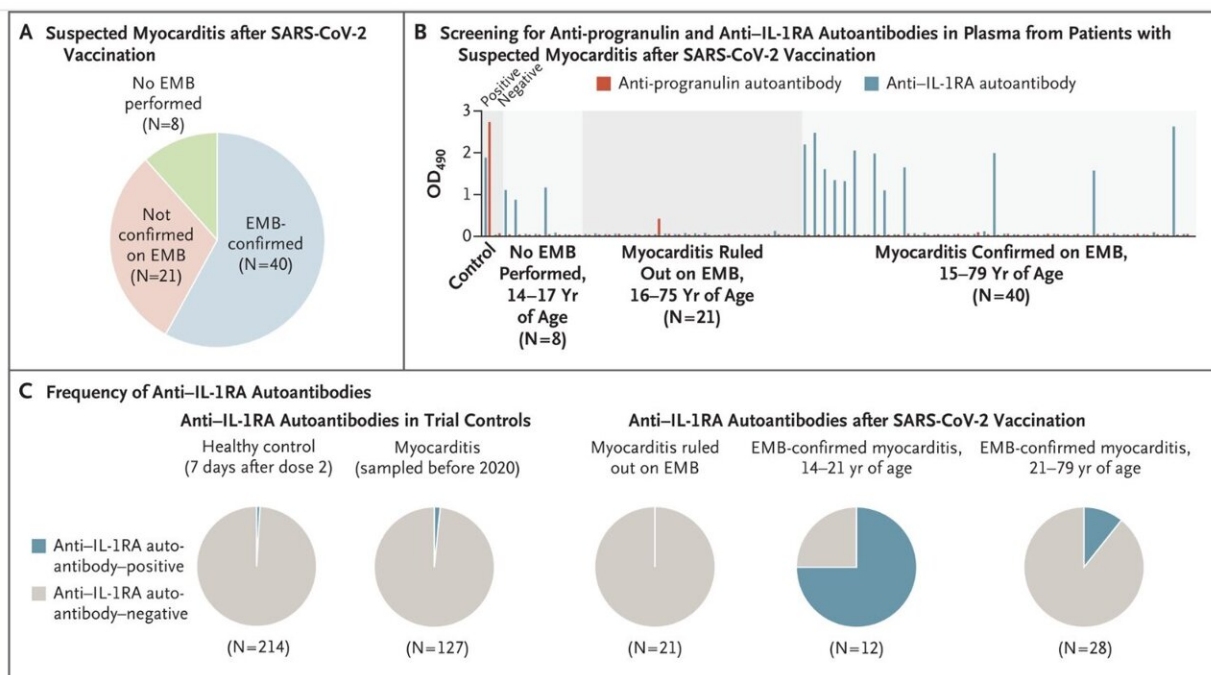 A Suspected Myocarditis after SARS-CoV-2
Vaccination
No EMB
performed
(N=8)
Not
confirmed
on EMB
(N=21)
EMB-
confirmed
(N=40)
B Screening for Anti-progranulin and Anti–IL-1RA Autoantibodies in Plasma from Patients with
Suspected Myocarditis after SARS-CoV-2 Vaccination
Positive
Negative
Anti-progranulin autoantibody
Anti–IL-1RA autoantibody
OD490
3
2
1
0
Control
No EMB
Performed,
14–17 Yr
of Age
(N=8)
Myocarditis Ruled
Out on EMB,
16–75 Yr of Age
(N=21)
Myocarditis Confirmed on EMB,
15–79 Yr of Age
(N=40)
C Frequency of Anti–IL-1RA Autoantibodies
Anti–IL-1RA Autoantibodies in Trial Controls
Healthy control
(7 days after dose 2)
Myocarditis
(sampled before 2020)
Anti–IL-1RA Autoantibodies after SARS-CoV-2 Vaccination
Myocarditis ruled
out on EMB
EMB-confirmed myocarditis,
14–21 yr of age
EMB-confirmed myocarditis,
21–79 yr of age
Anti–IL-1RA auto-
antibody–positive
Anti–IL-1RA auto-
antibody–negative
(N=214)
(N=127)
(N=21)
(N=12)
(N=28)